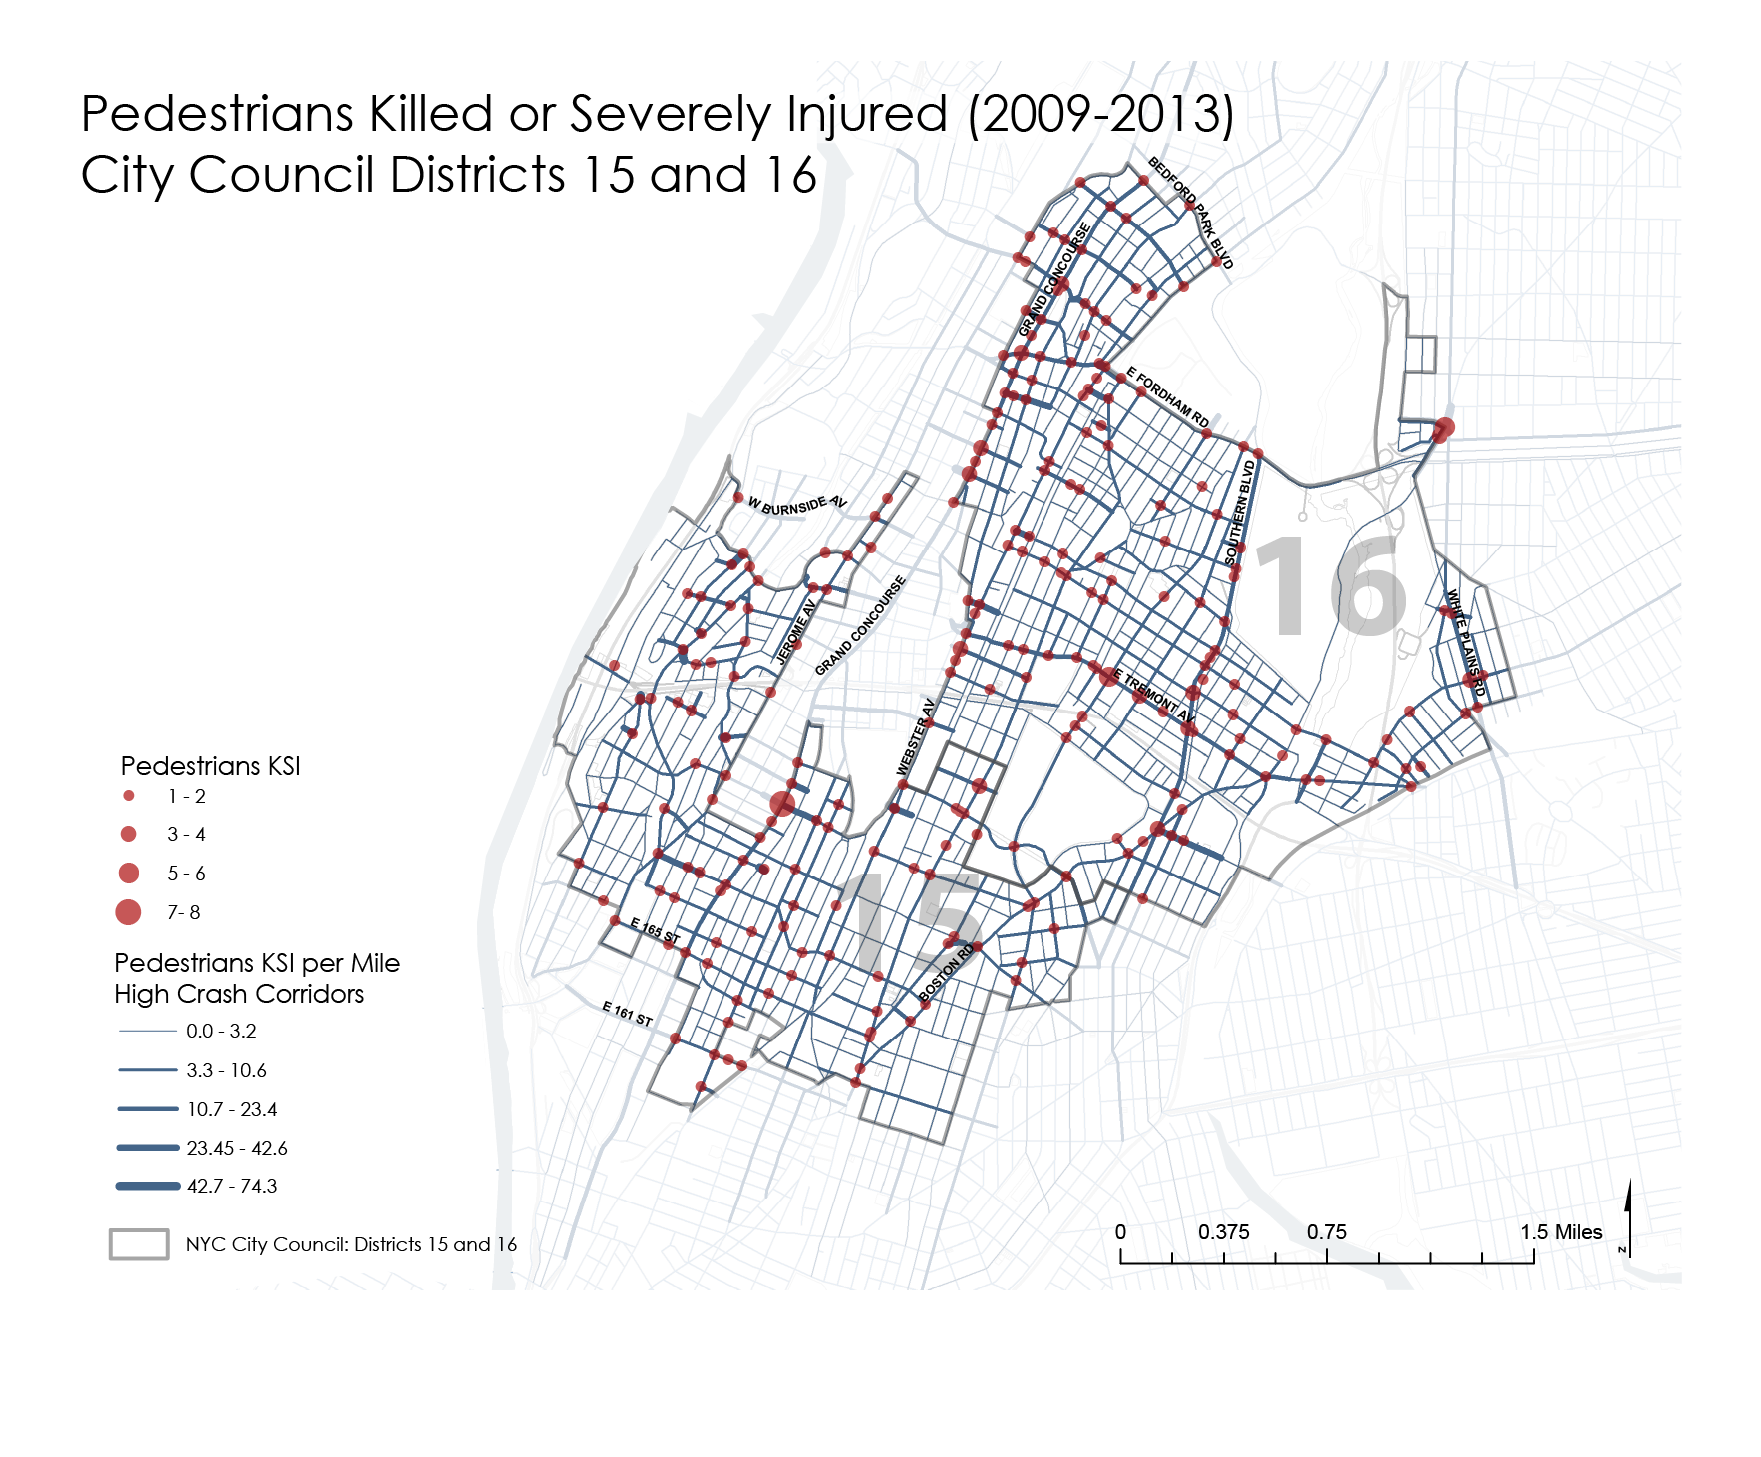 Pedestrians Killed or Severely Injured (2009-2013)
City Council Districts 15 and 16
BEDFORD PARK BLVD
GRAND CONCOURSE
E FORDHAM RD
W BURNSIDE AV
SOUTHERN BLVD
16
JEROME AV
GRAND CONCOURSE
WHITE PLAINS RD
E TREMONT AV
WEBSTER AV
15
E 165 ST
BOSTON RD
E 161 ST
Pedestrians KSI
1 - 2
3 - 4
5 - 6
7- 8
Pedestrians KSI per Mile
High Crash Corridors
0.0 - 3.2
3.3 - 10.6
10.7 - 23.4
23.45 - 42.6
42.7 - 74.3
NYC City Council: Districts 15 and 16
0 0.375 0.75 1.5 Miles
N